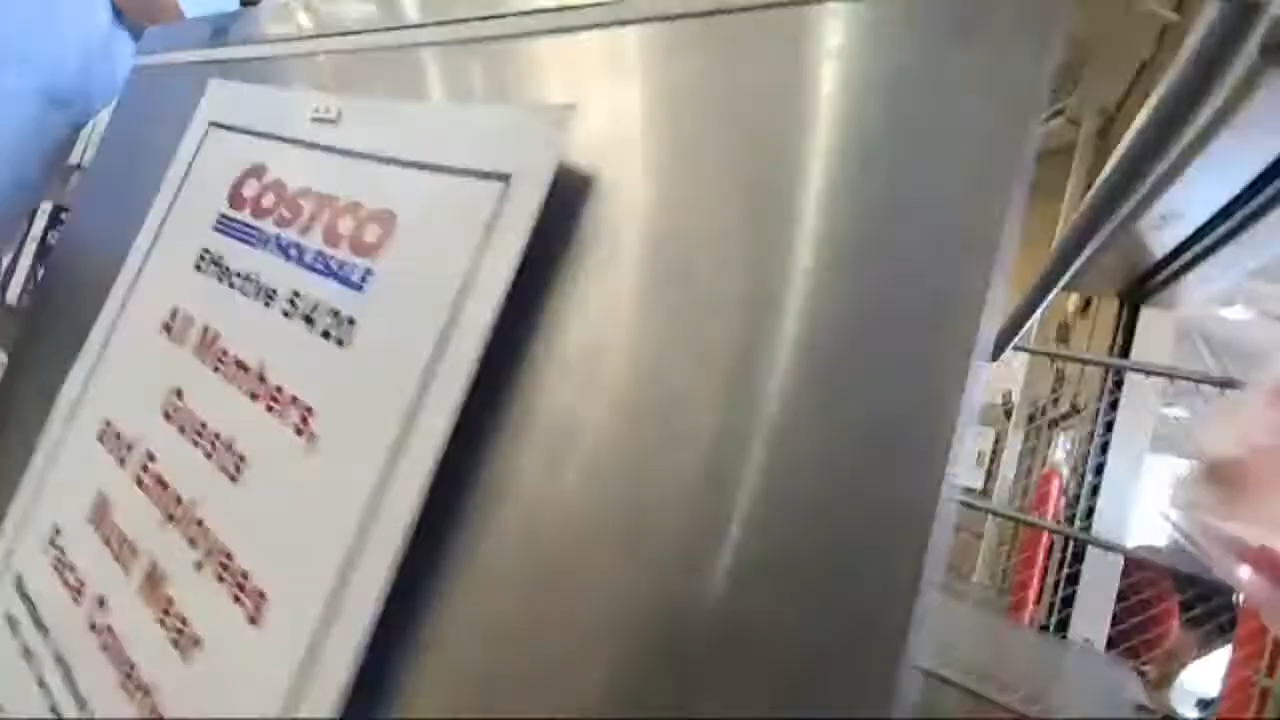 COSTCO
WHOLESALE
Effective 5/4/20
All Members,
Guests
and Employees
Must Wear
Face Coverings